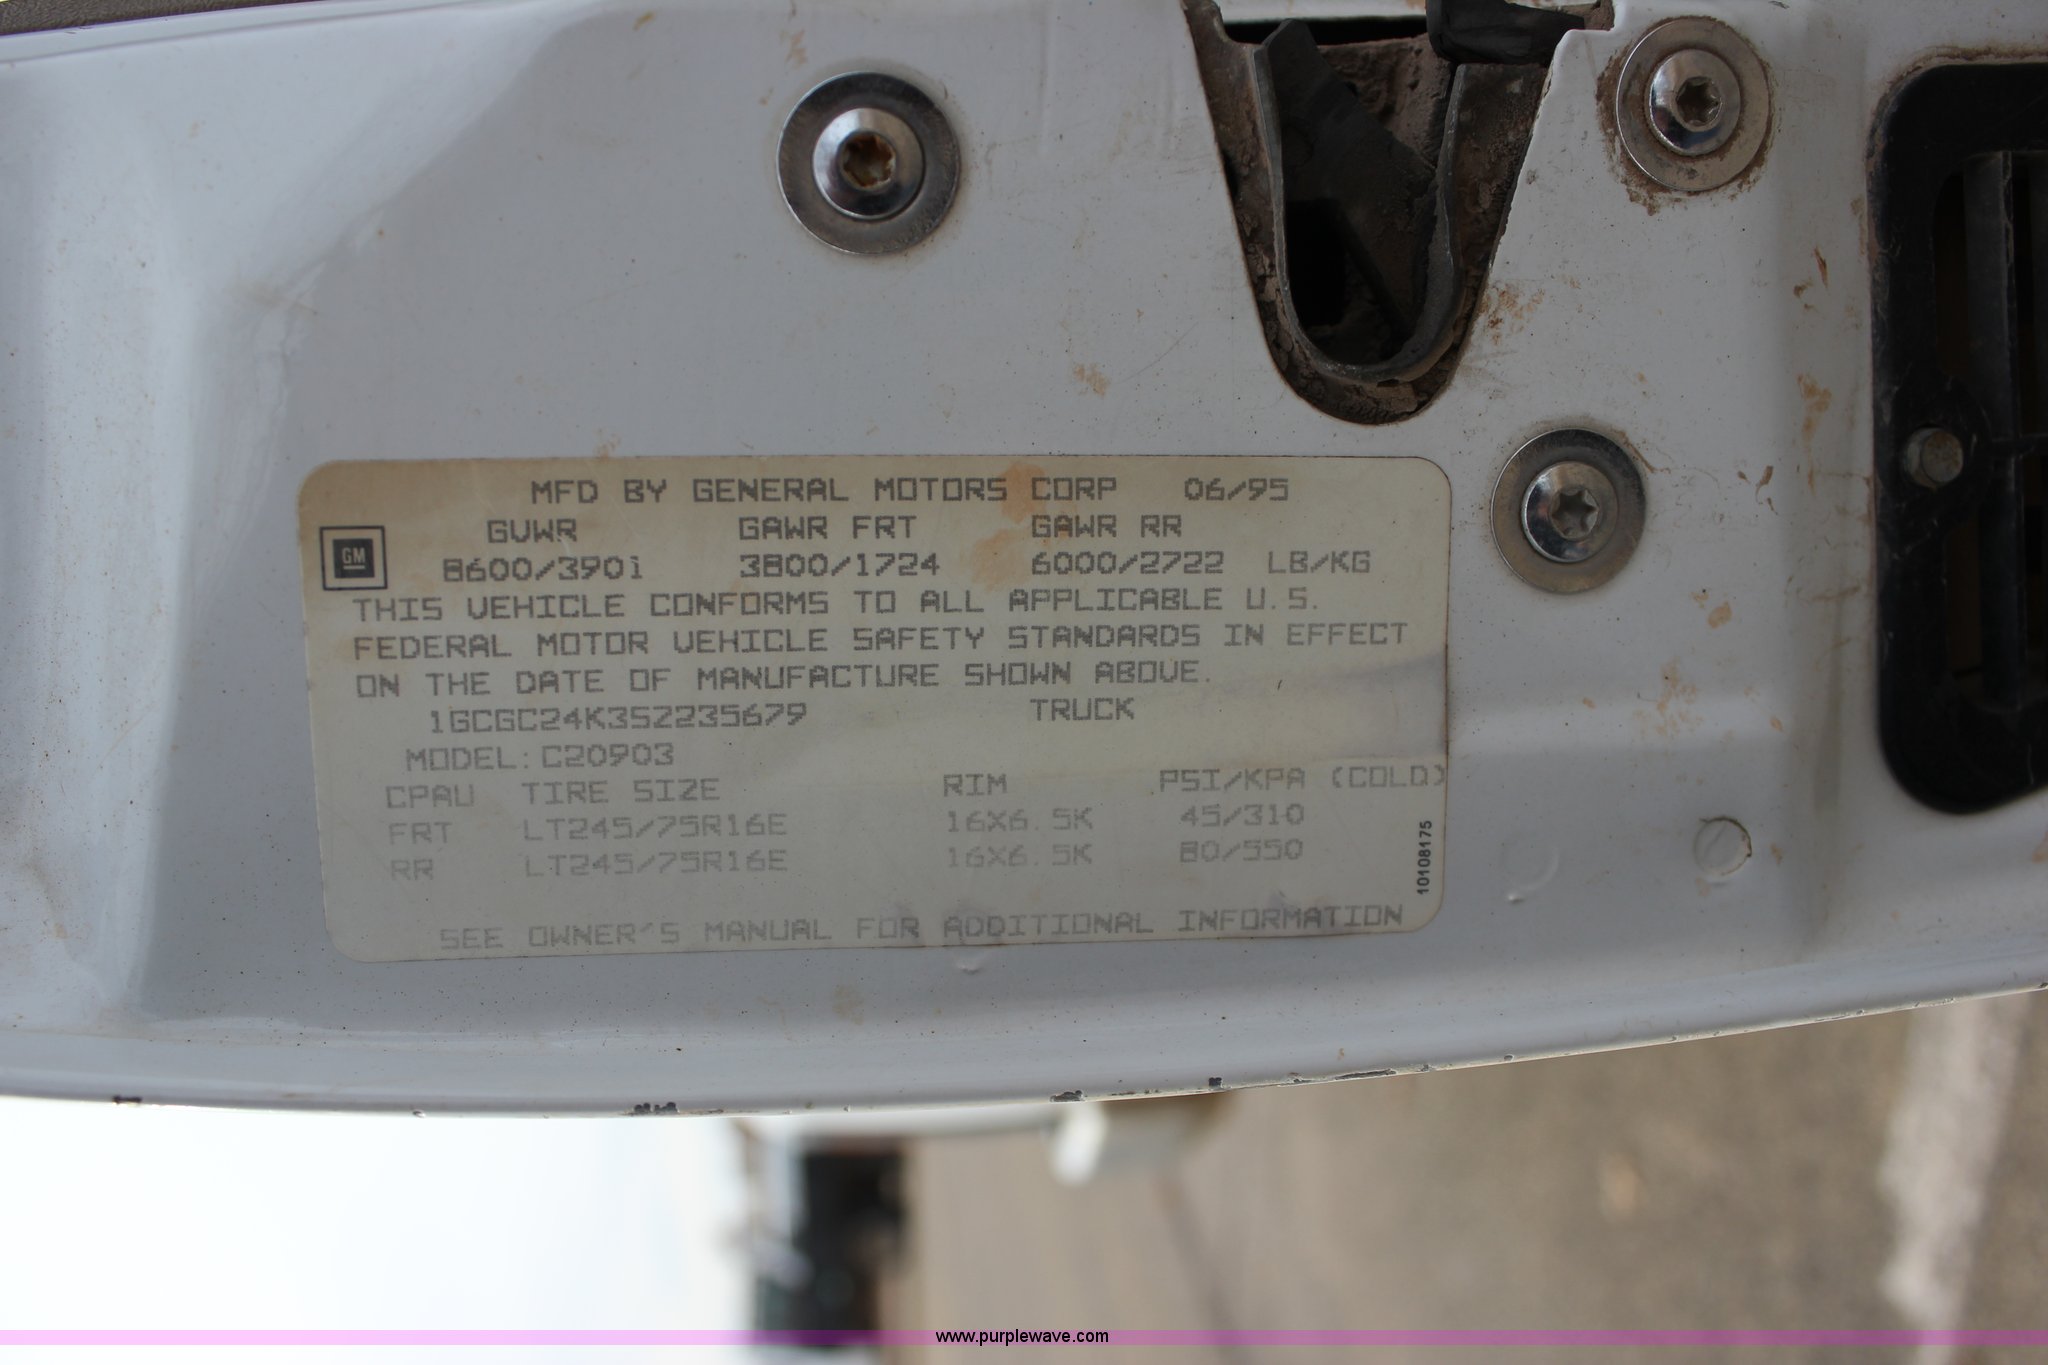 MFD BY GENERAL MOTORS CORP 06/95
GVWR GAWR FRT GAWR RR
GM
8600/3901 3800/1724 6000/2722 LB/KG
THIS VEHICLE CONFORMS TO ALL APPLICABLE U.S.
FEDERAL MOTOR VEHICLE SAFETY STANDARDS IN EFFECT
ON THE DATE OF MANUFACTURE SHOWN ABOVE.
1GCGC24K3SZ235679 TRUCK
MODEL: C20903
CPAU TIRE SIZE RIM PSI/KPA (COLD)
FRT LT245/75R16E 16X6.5K 45/310
RR LT245/75R16E 16X6.5K 80/550
10108175
SEE OWNER'S MANUAL FOR ADDITIONAL INFORMATION
www.purplewave.com